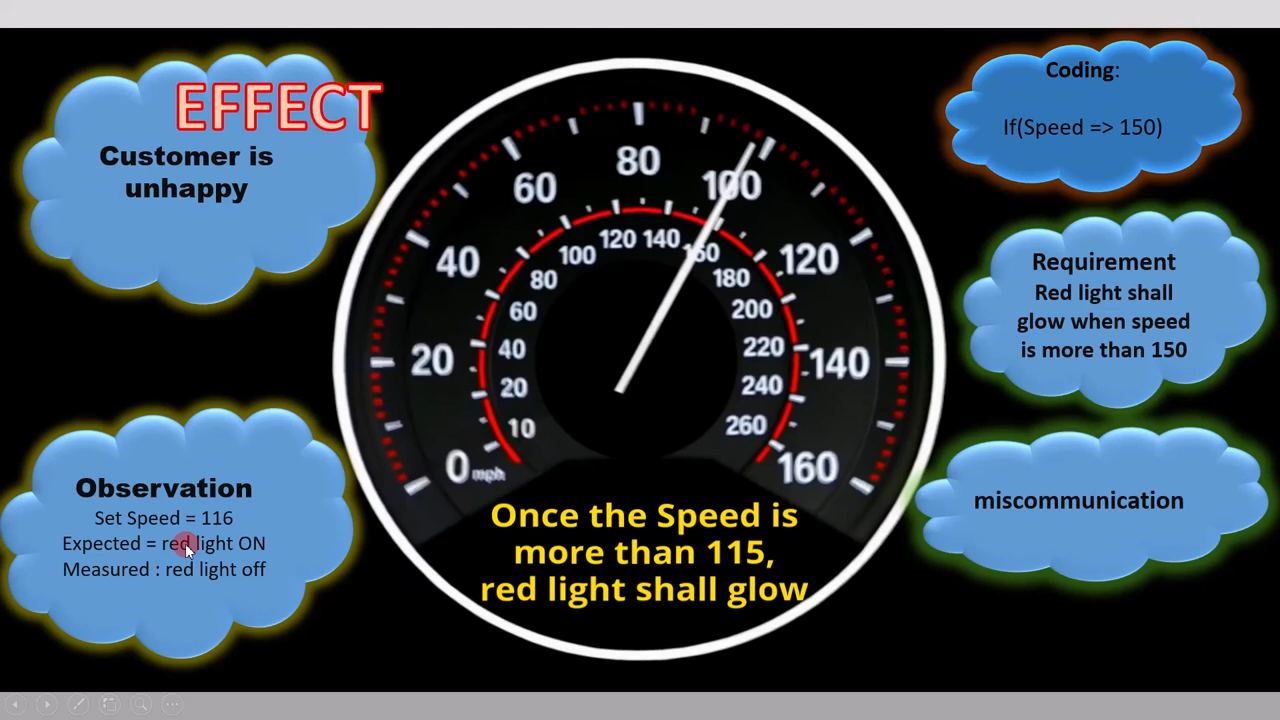 EFFECT
Customer is
unhappy
Observation
Set Speed = 116
Expected = red light ON
Measured : red light off
0 mph
20
40
60
80
100
120
140
160
10
20
40
60
80
100
120
140
160
180
200
220
240
260
Once the Speed is
more than 115,
red light shall glow
Coding:
If(Speed => 150)
Requirement
Red light shall
glow when speed
is more than 150
miscommunication